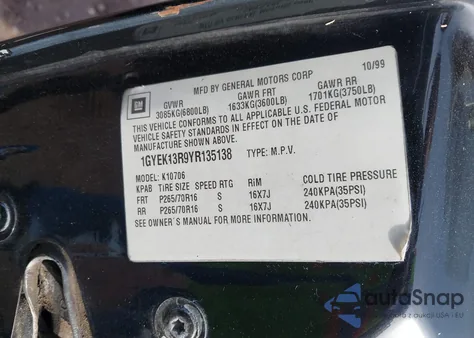 MFD BY GENERAL MOTORS CORP 10/99
GM GVWR GAWR FRT GAWR RR
3085KG(6800LB) 1633KG(3600LB) 1701KG(3750LB)
THIS VEHICLE CONFORMS TO ALL APPLICABLE U.S. FEDERAL MOTOR
VEHICLE SAFETY STANDARDS IN EFFECT ON THE DATE OF
MANUFACTURE SHOWN ABOVE.
1GYEK13R9YR135138 TYPE: M.P.V.
MODEL: K10706
KPAB TIRE SIZE SPEED RTG RIM COLD TIRE PRESSURE
FRT P265/70R16 S 16X7J 240KPA(35PSI)
RR P265/70R16 S 16X7J 240KPA(35PSI)
SEE OWNER'S MANUAL FOR MORE INFORMATION.
autoSnap